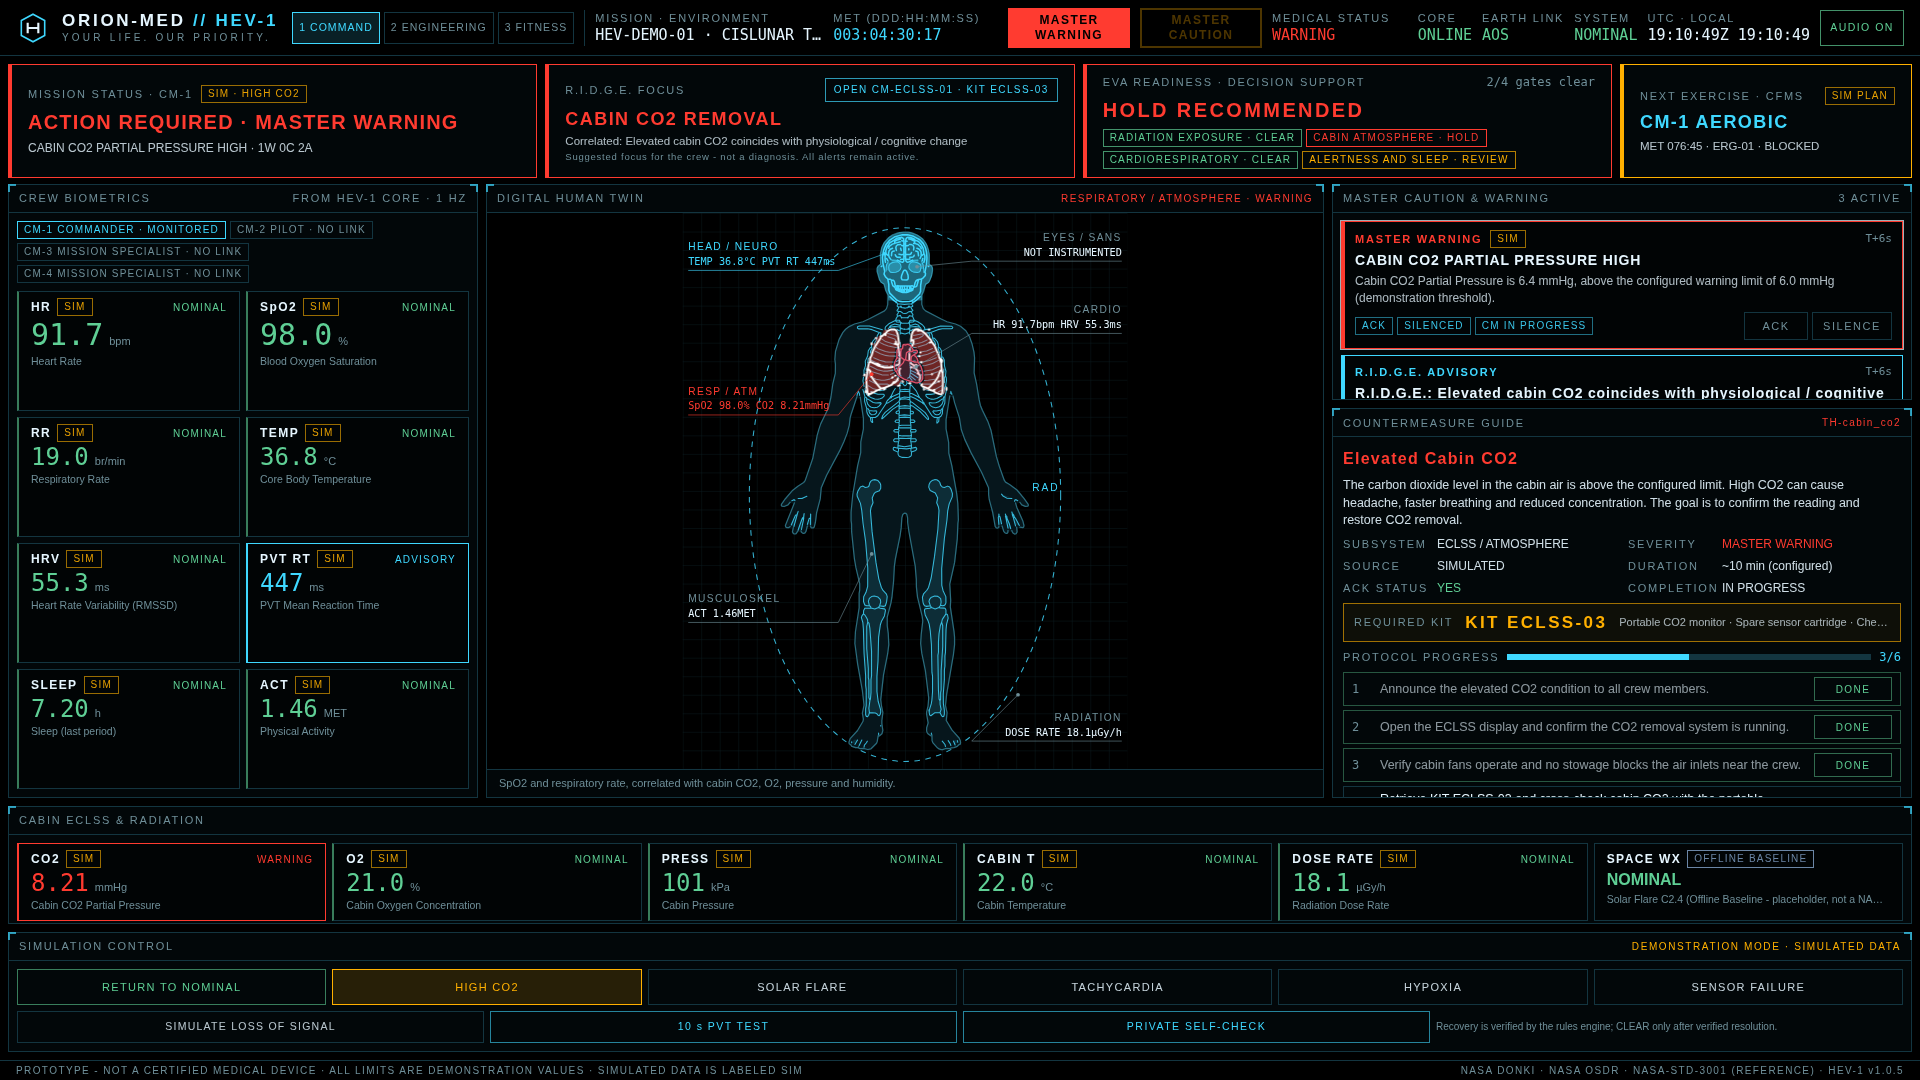 ORION-MED // HEV-1
YOUR LIFE. OUR PRIORITY.
1 COMMAND
2 ENGINEERING
3 FITNESS
MISSION · ENVIRONMENT
HEV-DEMO-01 · CISLUNAR T…
MET (DDD:HH:MM:SS)
003:04:30:17
MASTER WARNING
MASTER CAUTION
MEDICAL STATUS
WARNING
CORE
ONLINE
EARTH LINK
AOS
SYSTEM
NOMINAL
UTC · LOCAL
19:10:49Z 19:10:49
AUDIO ON
MISSION STATUS · CM-1 SIM · HIGH CO2
ACTION REQUIRED · MASTER WARNING
CABIN CO2 PARTIAL PRESSURE HIGH · 1W 0C 2A
R.I.D.G.E. FOCUS
OPEN CM-ECLSS-01 · KIT ECLSS-03
CABIN CO2 REMOVAL
Correlated: Elevated cabin CO2 coincides with physiological / cognitive change
Suggested focus for the crew - not a diagnosis. All alerts remain active.
EVA READINESS · DECISION SUPPORT
2/4 gates clear
HOLD RECOMMENDED
RADIATION EXPOSURE · CLEAR
CABIN ATMOSPHERE · HOLD
CARDIORESPIRATORY · CLEAR
ALERTNESS AND SLEEP · REVIEW
NEXT EXERCISE · CFMS
SIM PLAN
CM-1 AEROBIC
MET 076:45 · ERG-01 · BLOCKED
CREW BIOMETRICS
FROM HEV-1 CORE · 1 HZ
CM-1 COMMANDER · MONITORED
CM-2 PILOT · NO LINK
CM-3 MISSION SPECIALIST · NO LINK
CM-4 MISSION SPECIALIST · NO LINK
HR SIM NOMINAL
91.7 bpm
Heart Rate
SpO2 SIM NOMINAL
98.0 %
Blood Oxygen Saturation
RR SIM NOMINAL
19.0 br/min
Respiratory Rate
TEMP SIM NOMINAL
36.8 °C
Core Body Temperature
HRV SIM NOMINAL
55.3 ms
Heart Rate Variability (RMSSD)
PVT RT SIM ADVISORY
447 ms
PVT Mean Reaction Time
SLEEP SIM NOMINAL
7.20 h
Sleep (last period)
ACT SIM NOMINAL
1.46 MET
Physical Activity
DIGITAL HUMAN TWIN
RESPIRATORY / ATMOSPHERE · WARNING
HEAD / NEURO
TEMP 36.8°C PVT RT 447ms
EYES / SANS
NOT INSTRUMENTED
CARDIO
HR 91.7bpm HRV 55.3ms
RESP / ATM
SpO2 98.0% CO2 8.21mmHg
RAD
MUSCULOSKEL
ACT 1.46MET
RADIATION
DOSE RATE 18.1µGy/h
SpO2 and respiratory rate, correlated with cabin CO2, O2, pressure and humidity.
MASTER CAUTION & WARNING
3 ACTIVE
MASTER WARNING SIM
T+6s
CABIN CO2 PARTIAL PRESSURE HIGH
Cabin CO2 Partial Pressure is 6.4 mmHg, above the configured warning limit of 6.0 mmHg
(demonstration threshold).
ACK
SILENCED
CM IN PROGRESS
ACK
SILENCE
R.I.D.G.E. ADVISORY
T+6s
R.I.D.G.E.: Elevated cabin CO2 coincides with physiological / cognitive
COUNTERMEASURE GUIDE
TH-cabin_co2
Elevated Cabin CO2
The carbon dioxide level in the cabin air is above the configured limit. High CO2 can cause
headache, faster breathing and reduced concentration. The goal is to confirm the reading and
restore CO2 removal.
SUBSYSTEM ECLSS / ATMOSPHERE
SEVERITY MASTER WARNING
SOURCE SIMULATED
DURATION ~10 min (configured)
ACK STATUS YES
COMPLETION IN PROGRESS
REQUIRED KIT KIT ECLSS-03 Portable CO2 monitor · Spare sensor cartridge · Che…
PROTOCOL PROGRESS 3/6
1 Announce the elevated CO2 condition to all crew members. DONE
2 Open the ECLSS display and confirm the CO2 removal system is running. DONE
3 Verify cabin fans operate and no stowage blocks the air inlets near the crew. DONE
Retrieve KIT ECLSS-03 and cross-check cabin CO2 with the portable
CABIN ECLSS & RADIATION
CO2 SIM WARNING
8.21 mmHg
Cabin CO2 Partial Pressure
O2 SIM NOMINAL
21.0 %
Cabin Oxygen Concentration
PRESS SIM NOMINAL
101 kPa
Cabin Pressure
CABIN T SIM NOMINAL
22.0 °C
Cabin Temperature
DOSE RATE SIM NOMINAL
18.1 µGy/h
Radiation Dose Rate
SPACE WX OFFLINE BASELINE
NOMINAL
Solar Flare C2.4 (Offline Baseline - placeholder, not a NA…
SIMULATION CONTROL
DEMONSTRATION MODE · SIMULATED DATA
RETURN TO NOMINAL
HIGH CO2
SOLAR FLARE
TACHYCARDIA
HYPOXIA
SENSOR FAILURE
SIMULATE LOSS OF SIGNAL
10 s PVT TEST
PRIVATE SELF-CHECK
Recovery is verified by the rules engine; CLEAR only after verified resolution.
PROTOTYPE - NOT A CERTIFIED MEDICAL DEVICE · ALL LIMITS ARE DEMONSTRATION VALUES · SIMULATED DATA IS LABELED SIM
NASA DONKI · NASA OSDR · NASA-STD-3001 (REFERENCE) · HEV-1 v1.0.5